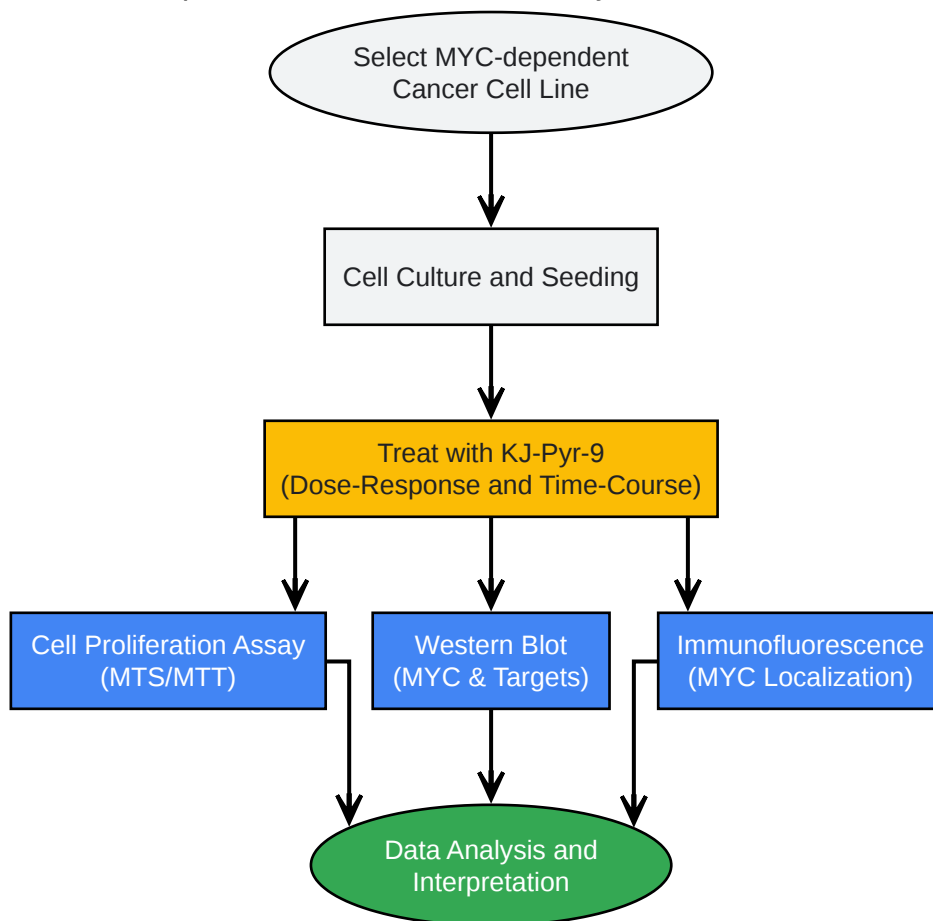 Select MYC-dependent
Cancer Cell Line
Cell Culture and Seeding
Treat with KJ-Pyr-9
(Dose-Response and Time-Course)
Cell Proliferation Assay
(MTS/MTT)
Western Blot
(MYC & Targets)
Immunofluorescence
(MYC Localization)
Data Analysis and
Interpretation